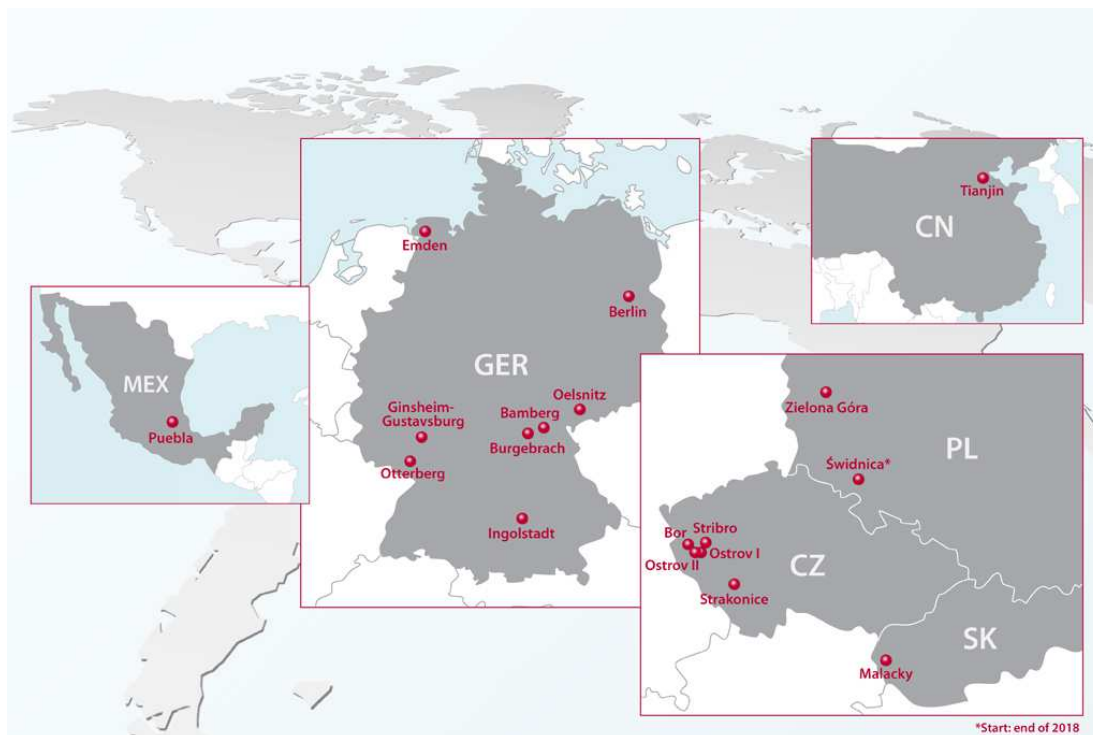 MEX
Puebla
Emden
Berlin
GER
Oelsnitz
Ginsheim-
Gustavsburg
Bamberg
Burgebrach
Otterberg
Ingolstadt
CN
Tianjin
Zielona Góra
PL
Świdnica*
Bor
Stribro
Ostrov II
Ostrov I
CZ
Strakonice
SK
Malacky
*Start: end of 2018